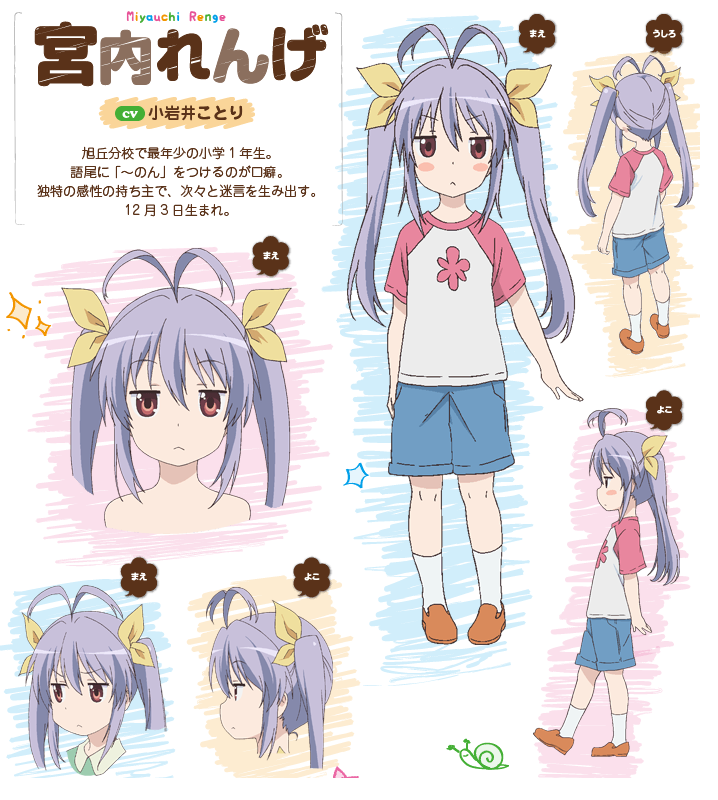 Miyauchi Renge
宮内れんげ
cv 小岩井ことり
旭丘分校で最年少の小学1年生。
語尾に「〜のん」をつけるのが口癖。
独特の感性の持ち主で、次々と迷言を生み出す。
12月3日生まれ。
まえ
うしろ
まえ
よこ
まえ
よこ